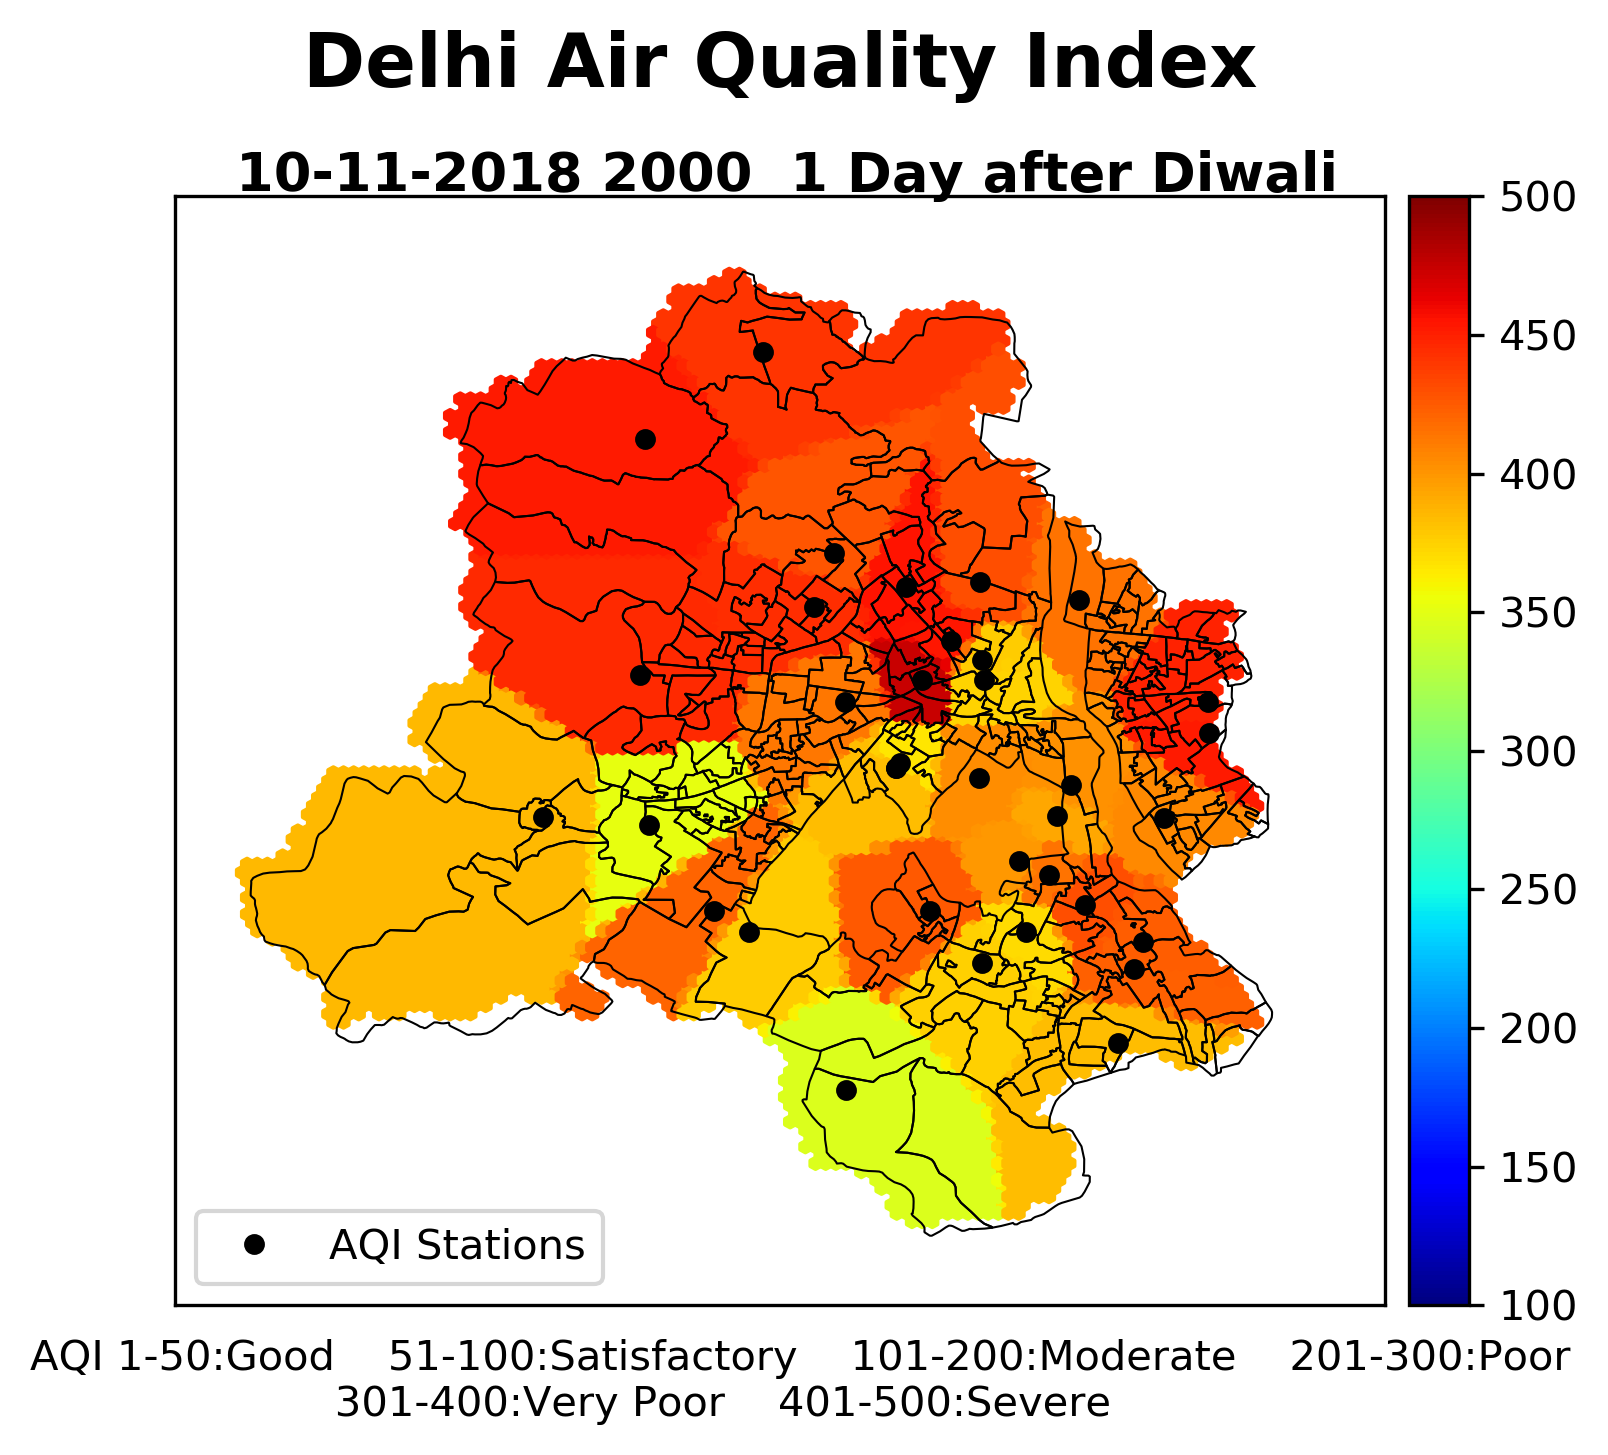 Delhi Air Quality Index
10-11-2018 2000  1 Day after Diwali
500
450
400
350
300
250
200
150
100
AQI Stations
AQI 1-50:Good    51-100:Satisfactory    101-200:Moderate    201-300:Poor
301-400:Very Poor    401-500:Severe